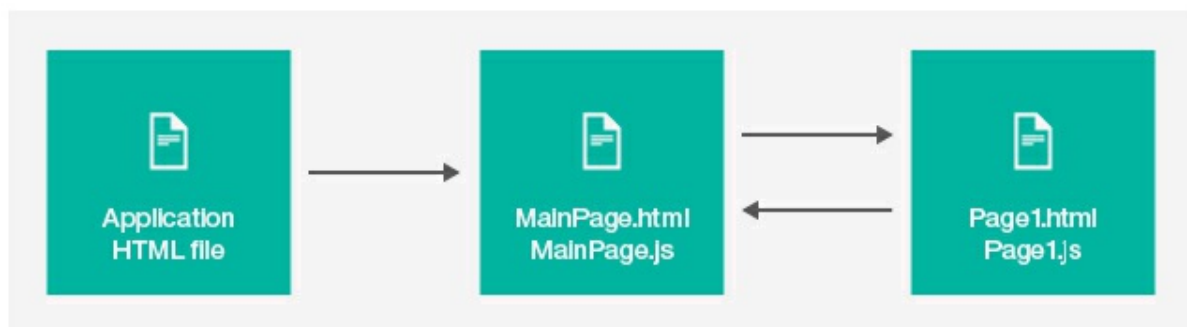 Application
HTML file
MainPage.html
MainPage.js
Page1.html
Page1.js